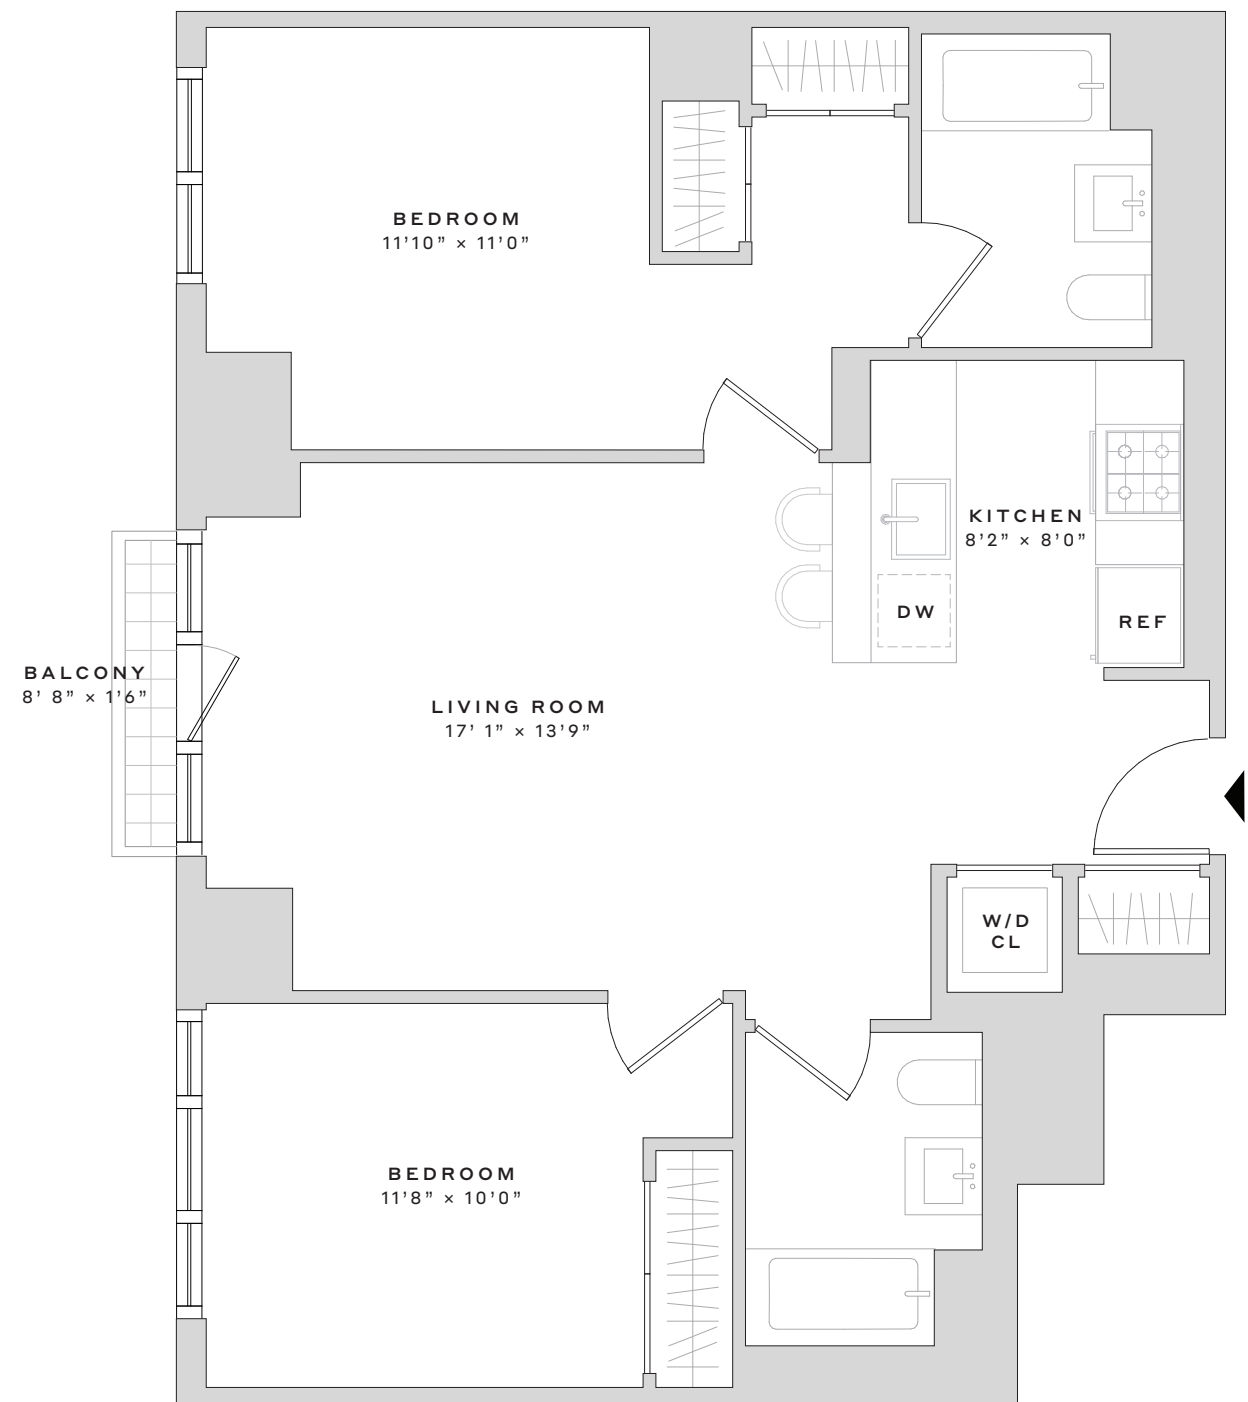 BEDROOM
11’10” × 11’0”
KITCHEN
8’2” × 8’0”
DW
REF
BALCONY
8’ 8” × 1’6”
LIVING ROOM
17’ 1” × 13’9”
W/D
CL
BEDROOM
11’8” × 10’0”